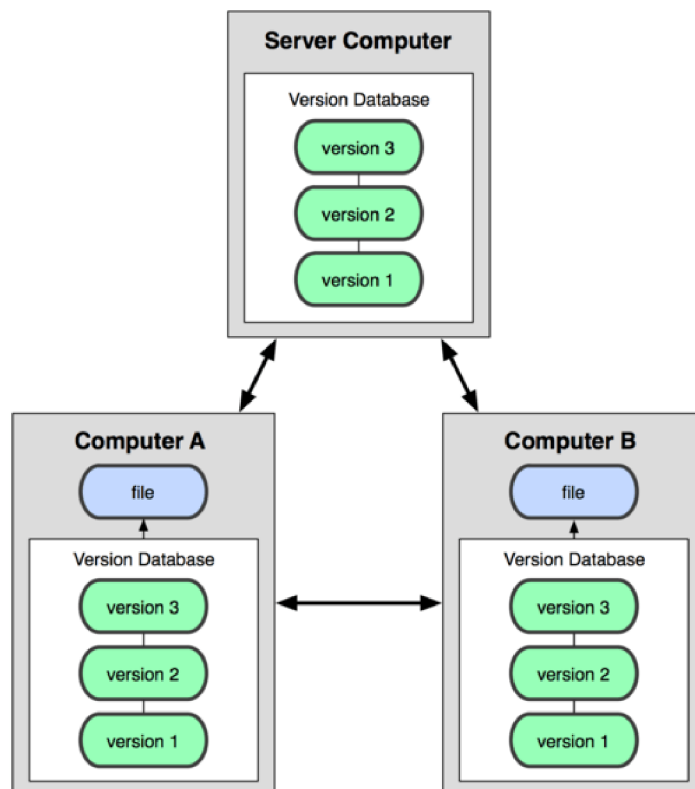 Server Computer
Version Database
version 3
version 2
version 1
Computer A
file
Version Database
version 3
version 2
version 1
Computer B
file
Version Database
version 3
version 2
version 1